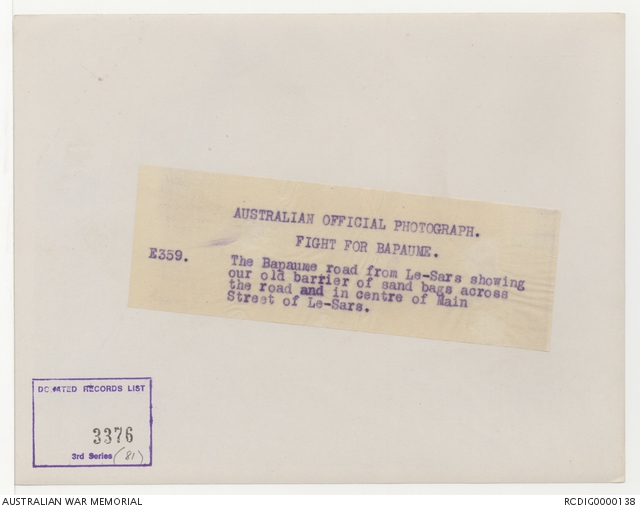 AUSTRALIAN OFFICIAL PHOTOGRAPH.
FIGHT FOR BAPAUME.
E359. The Bapaume road from Le-Sars showing
our old barrier of sand bags across
the road and in centre of Main
Street of Le-Sars.
DONATED RECORDS LIST
3376
3rd Series (81)
AUSTRALIAN WAR MEMORIAL
RCDIG0000138